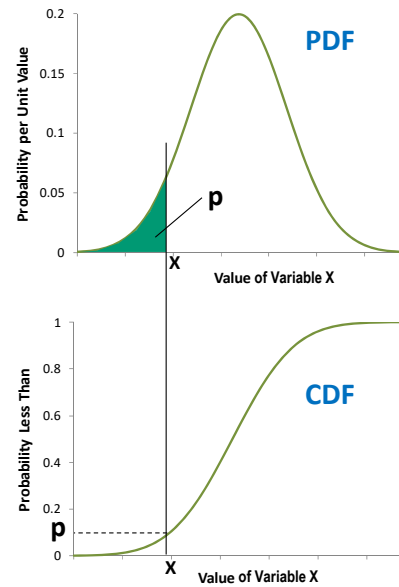 PDF
Probability per Unit Value
0.2
0.15
0.1
0.05
0
p
X
Value of Variable X
CDF
Probability Less Than
1
0.8
0.6
0.4
0.2
0
p
X
Value of Variable X